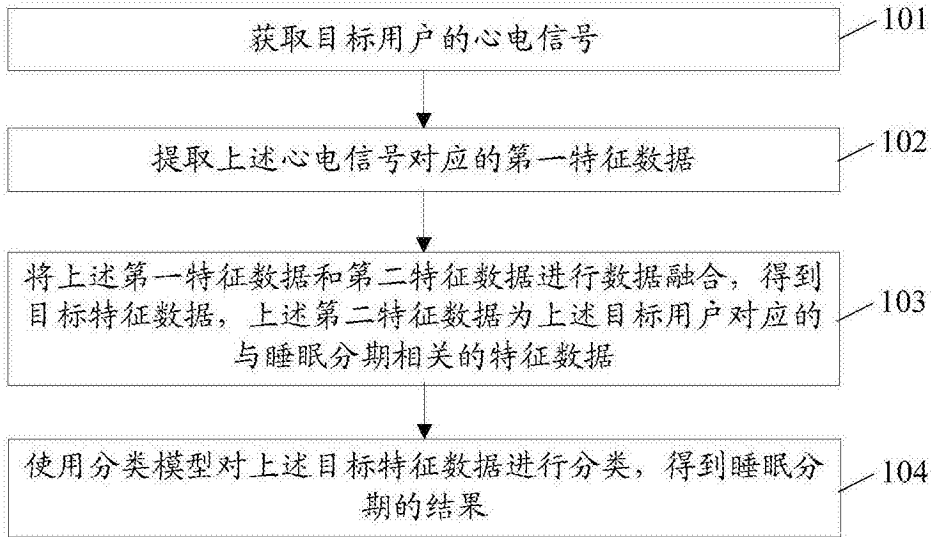 获取目标用户的心电信号
101
提取上述心电信号对应的第一特征数据
102
将上述第一特征数据和第二特征数据进行数据融合，得到
目标特征数据，上述第二特征数据为上述目标用户对应的
与睡眠分期相关的特征数据
103
使用分类模型对上述目标特征数据进行分类，得到睡眠分
期的结果
104